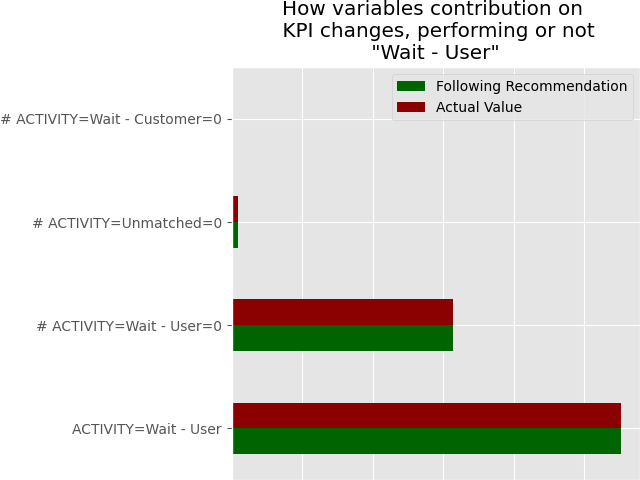 How variables contribution on
KPI changes, performing or not
"Wait - User"
Following Recommendation
Actual Value
# ACTIVITY=Wait - Customer=0
# ACTIVITY=Unmatched=0
# ACTIVITY=Wait - User=0
ACTIVITY=Wait - User